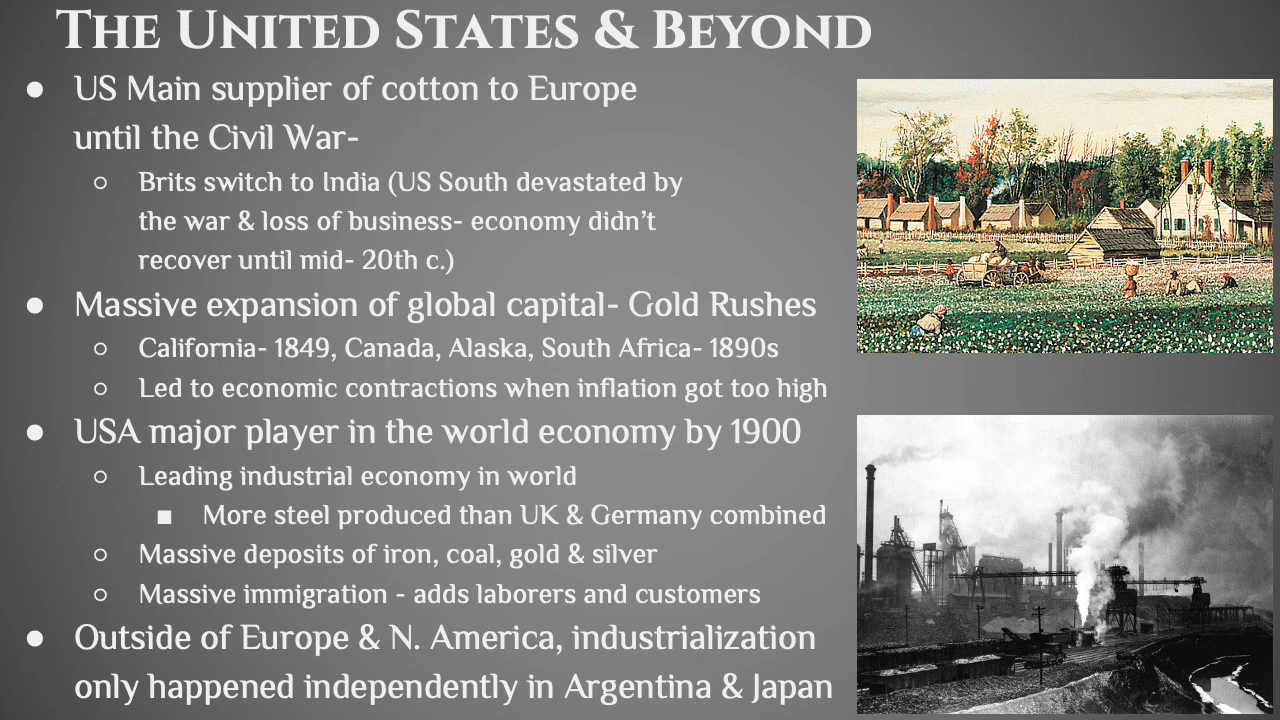 The United States & Beyond
● US Main supplier of cotton to Europe
until the Civil War-
○ Brits switch to India (US South devastated by
the war & loss of business- economy didn't
recover until mid- 20th c.)
● Massive expansion of global capital- Gold Rushes
○ California- 1849, Canada, Alaska, South Africa- 1890s
○ Led to economic contractions when inflation got too high
● USA major player in the world economy by 1900
○ Leading industrial economy in world
■ More steel produced than UK & Germany combined
○ Massive deposits of iron, coal, gold & silver
○ Massive immigration - adds laborers and customers
● Outside of Europe & N. America, industrialization
only happened independently in Argentina & Japan